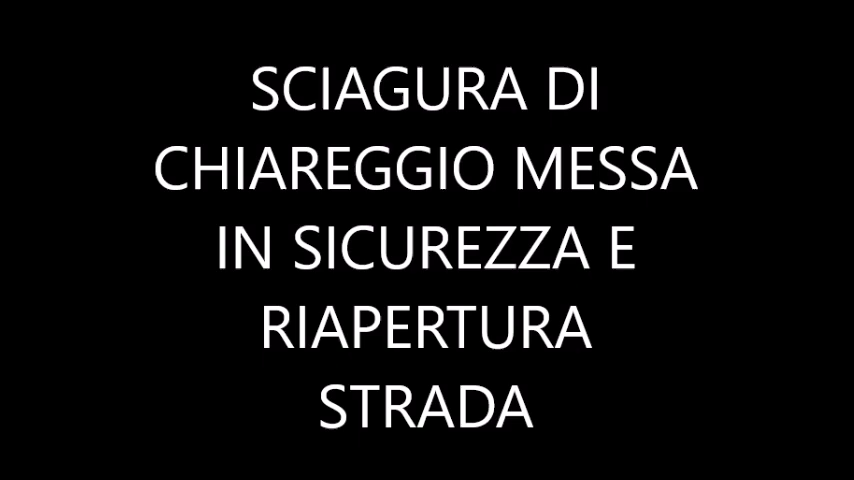 SCIAGURA DI
CHIAREGGIO MESSA
IN SICUREZZA E
RIAPERTURA
STRADA